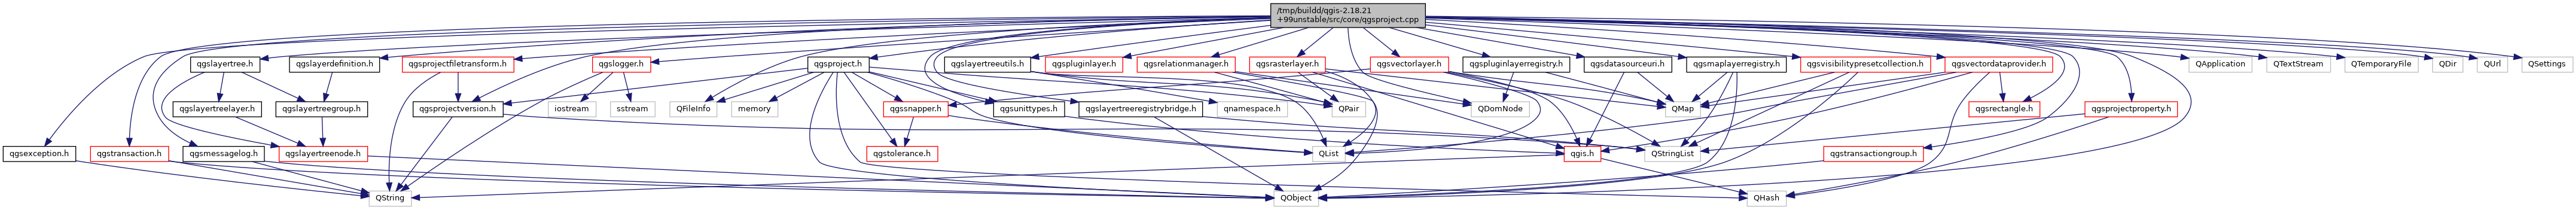 /tmp/buildd/qgis-2.18.21
+99unstable/src/core/qgsproject.cpp
qgslayertree.h
qgslayerdefinition.h
qgsprojectfiletransform.h
qgslogger.h
qgsproject.h
qgslayertreeutils.h
qgspluginlayer.h
qgsrelationmanager.h
qgsrasterlayer.h
qgsvectorlayer.h
qgspluginlayerregistry.h
qgsdatasourceuri.h
qgsmaplayerregistry.h
qgsvisibilitypresetcollection.h
qgsvectordataprovider.h
QApplication
QTextStream
QTemporaryFile
QDir
QUrl
QSettings
qgslayertreelayer.h
qgslayertreegroup.h
qgsprojectversion.h
iostream
sstream
QFileInfo
memory
qgssnapper.h
qgsunittypes.h
qgslayertreeregistrybridge.h
qnamespace.h
QPair
QDomNode
QMap
qgsrectangle.h
qgsprojectproperty.h
qgsexception.h
qgstransaction.h
qgsmessagelog.h
qgslayertreenode.h
qgstolerance.h
QList
qgis.h
QStringList
qgstransactiongroup.h
QString
QObject
QHash